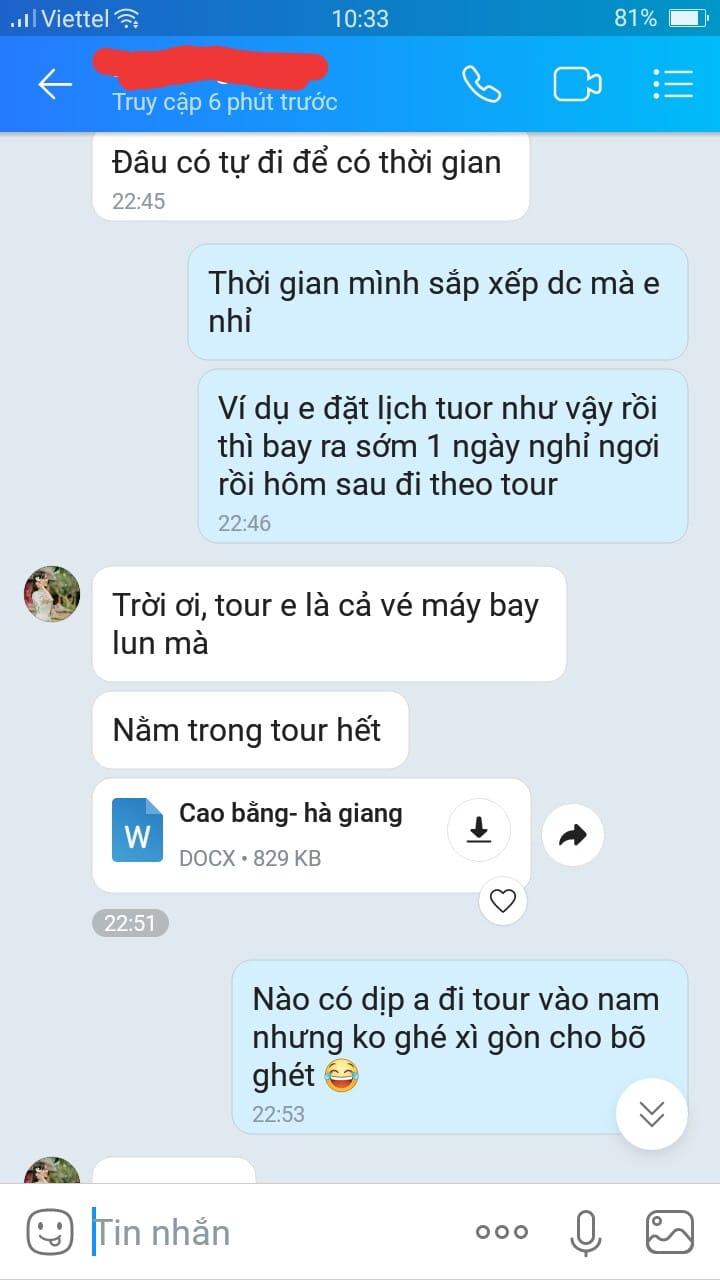 Viettel
10:33
81%
Truy cập 6 phút trước
Đâu có tự đi để có thời gian
22:45
Thời gian mình sắp xếp dc mà e
nhỉ
Ví dụ e đặt lịch tuor như vậy rồi
thì bay ra sớm 1 ngày nghỉ ngơi
rồi hôm sau đi theo tour
22:46
Trời ơi, tour e là cả vé máy bay
lun mà
Nằm trong tour hết
W
Cao bằng- hà giang
DOCX • 829 KB
22:51
Nào có dịp a đi tour vào nam
nhưng ko ghé xì gòn cho bõ
ghét 😂
22:53
Tin nhắn